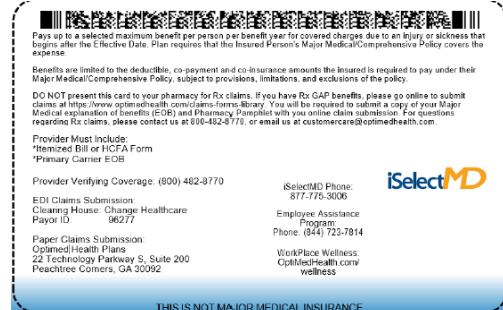 Pays up to a selected maximum benefit per person per benefit year for covered charges due to an injury or sickness that
begins after the Effective Date. Plan requires that the Insured Person's Major Medical/Comprehensive Policy covers the
expense.
Benefits are limited to the deductible, co-payment and co-insurance amounts the insured is required to pay under their
Major Medical/Comprehensive Policy, subject to provisions, limitations, and exclusions of the policy.
DO NOT present this card to your pharmacy for Rx claims. If you have Rx GAP benefits, please go online to submit
claims at https://www.optimedhealth.com/claims-forms-library. You will be required to submit a copy of your Major
Medical explanation of benefits (EOB) and Pharmacy Pamphlet with you online claim submission. For questions
regarding Rx claims, please contact us at 800-482-8770, or email us at customercare@optimedhealth.com.
Provider Must Include:
*Itemized Bill or HCFA Form
*Primary Carrier EOB
Provider Verifying Coverage: (800) 482-8770
EDI Claims Submission:
Clearing House: Change Healthcare
Payor ID: 96277
Paper Claims Submission:
Optimed Health Plans
22 Technology Parkway S, Suite 200
Peachtree Corners, GA 30092
iSelectMD Phone:
877-775-3006
Employee Assistance
Program:
Phone: (844) 723-7814
WorkPlace Wellness:
OptiMedHealth.com/
wellness
iSelectMD
THIS IS NOT MAJOR MEDICAL INSURANCE